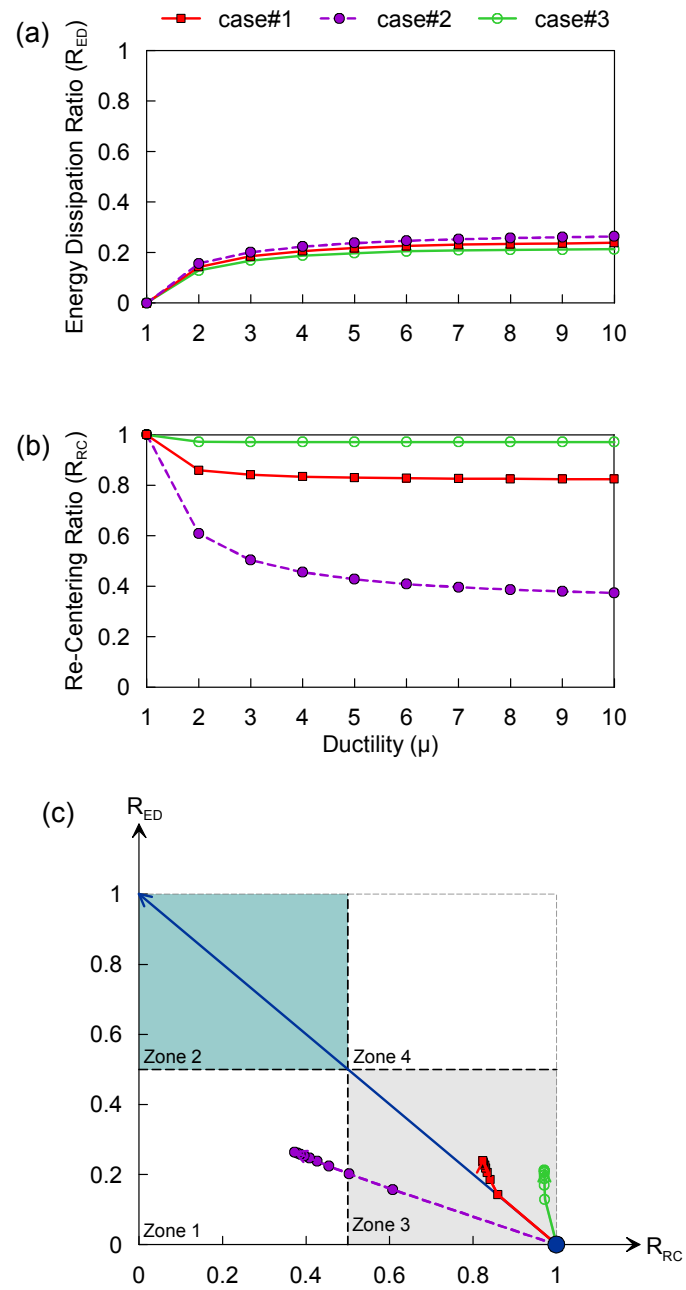 case#1 case#2 case#3
(a)
Energy Dissipation Ratio (R_ED)
1
0.8
0.6
0.4
0.2
0
1 2 3 4 5 6 7 8 9 10
(b)
Re-Centering Ratio (R_RC)
1
0.8
0.6
0.4
0.2
0
1 2 3 4 5 6 7 8 9 10
Ductility (μ)
(c)
R_ED
1
0.8
0.6
0.4
0.2
0
Zone 2 Zone 4
Zone 1 Zone 3
R_RC
0 0.2 0.4 0.6 0.8 1